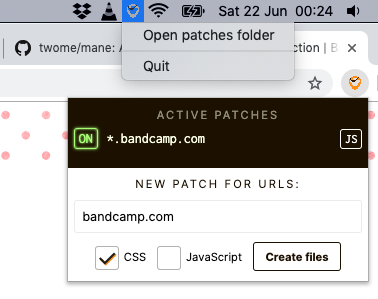 Sat 22 Jun 00:24
Open patches folder
Quit
twome/mane: A
ction | B
ACTIVE PATCHES
ON *.bandcamp.com JS
NEW PATCH FOR URLS:
bandcamp.com
CSS JavaScript Create files